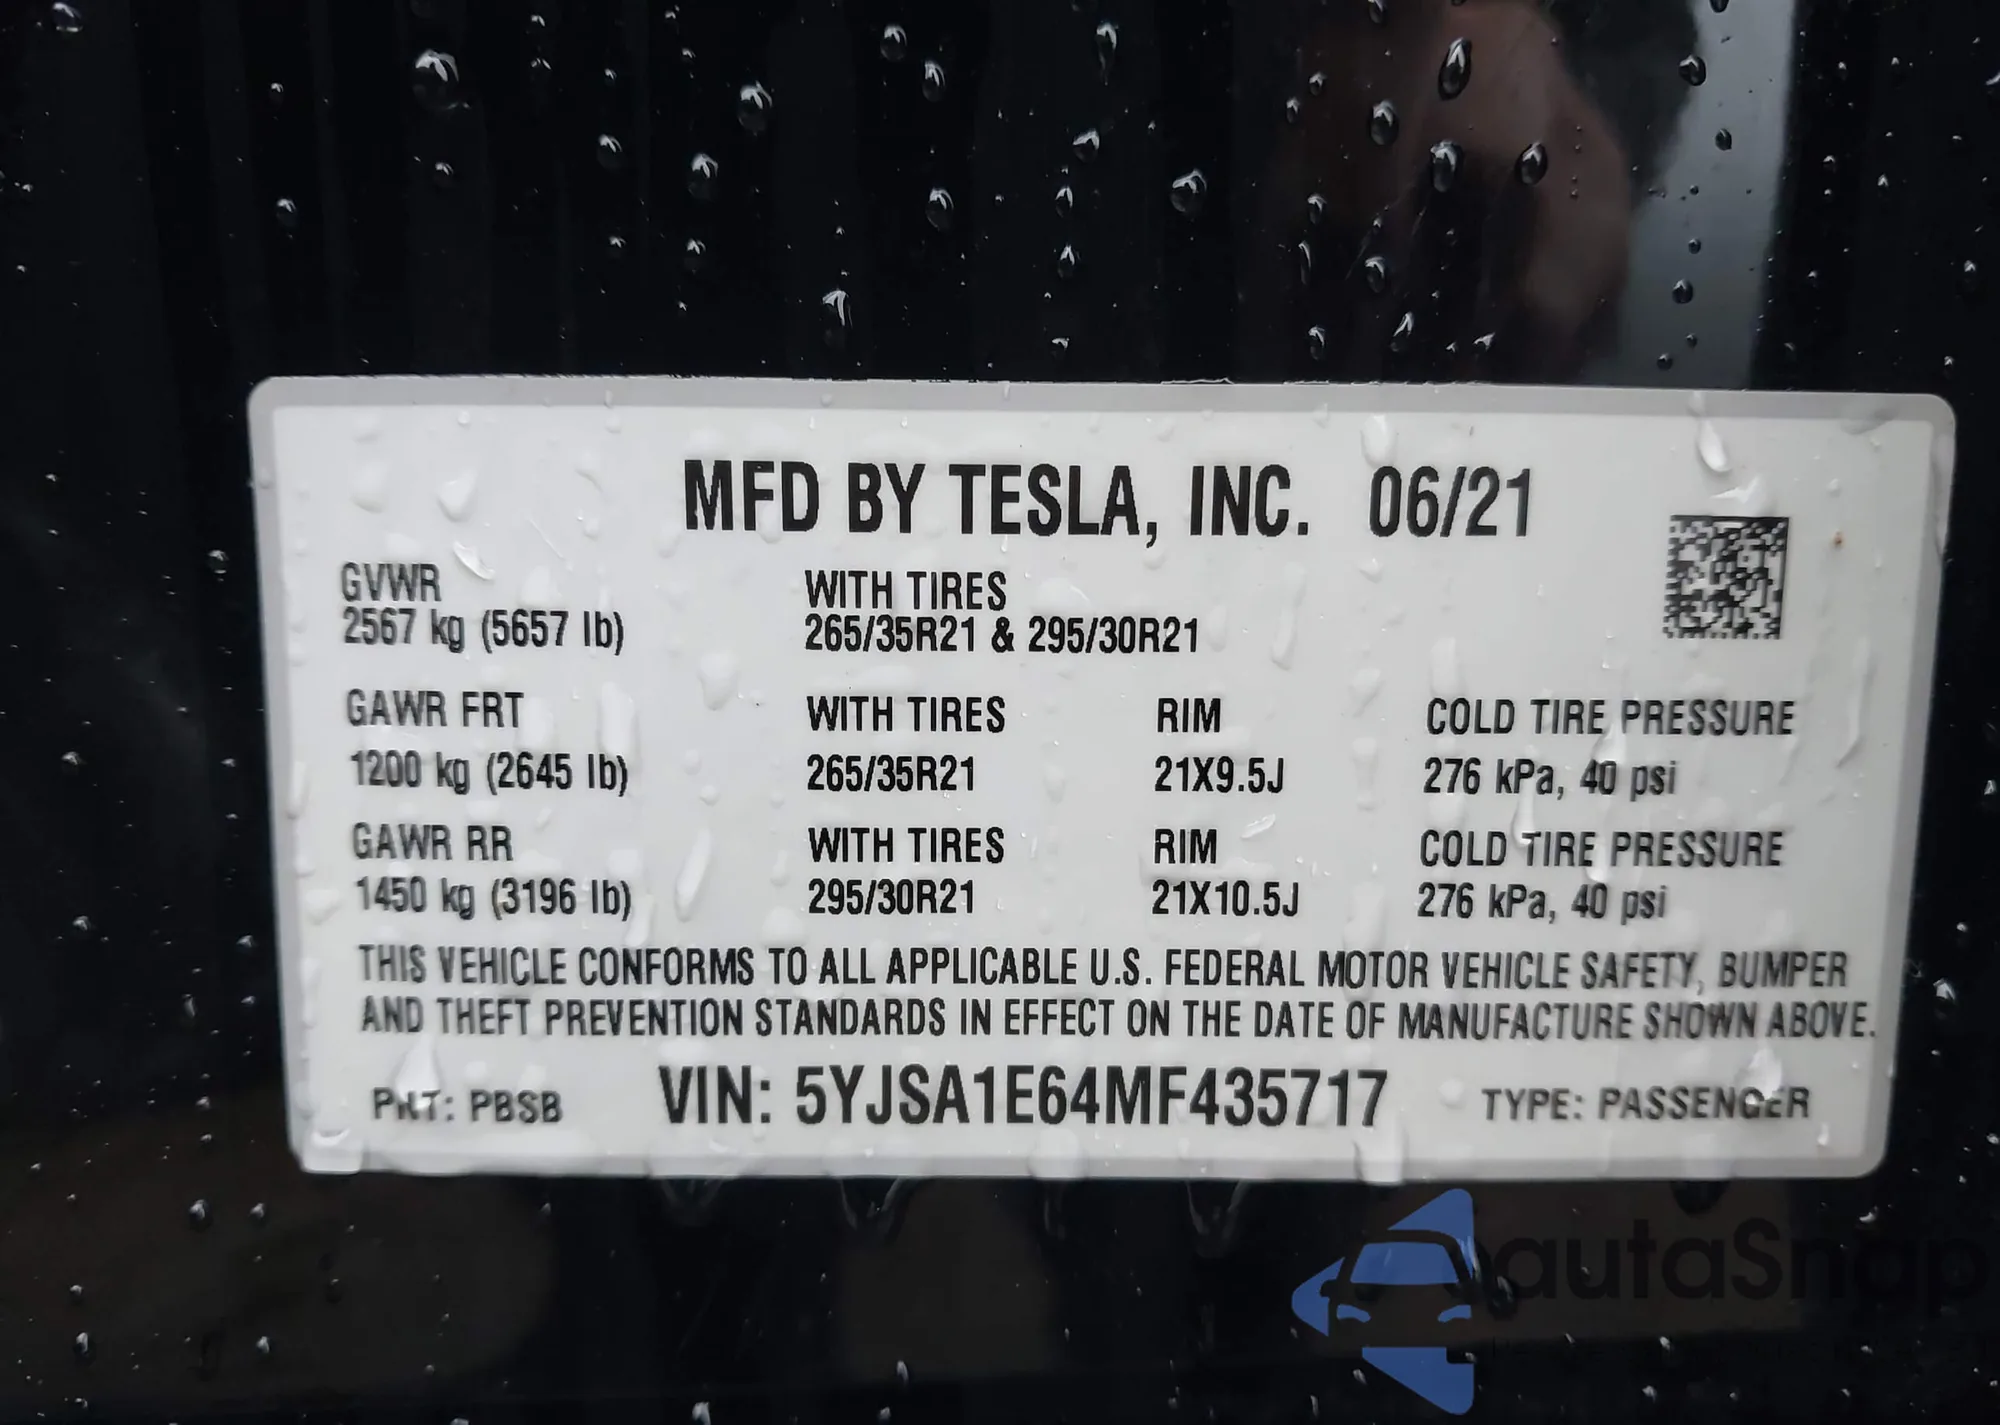 MFD BY TESLA, INC. 06/21
GVWR WITH TIRES
2567 kg (5657 lb) 265/35R21 & 295/30R21
GAWR FRT WITH TIRES RIM COLD TIRE PRESSURE
1200 kg (2645 lb) 265/35R21 21X9.5J 276 kPa, 40 psi
GAWR RR WITH TIRES RIM COLD TIRE PRESSURE
1450 kg (3196 lb) 295/30R21 21X10.5J 276 kPa, 40 psi
THIS VEHICLE CONFORMS TO ALL APPLICABLE U.S. FEDERAL MOTOR VEHICLE SAFETY, BUMPER
AND THEFT PREVENTION STANDARDS IN EFFECT ON THE DATE OF MANUFACTURE SHOWN ABOVE.
PNT: PBSB VIN: 5YJSA1E64MF435717 TYPE: PASSENGER
autaSnap